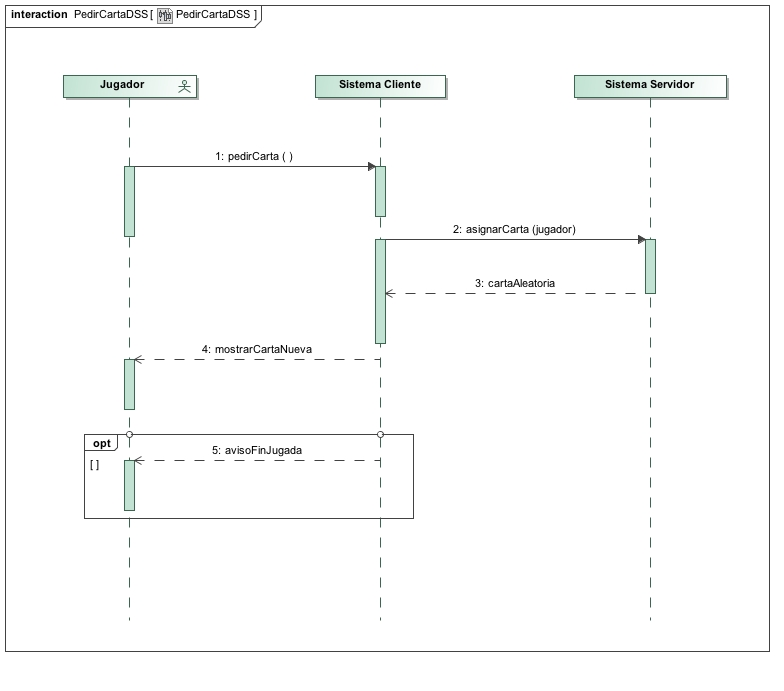 interaction PedirCartaDSS [ PedirCartaDSS ]
Jugador
Sistema Cliente
Sistema Servidor
1: pedirCarta ( )
2: asignarCarta (jugador)
3: cartaAleatoria
4: mostrarCartaNueva
opt
5: avisoFinJugada
[ ]